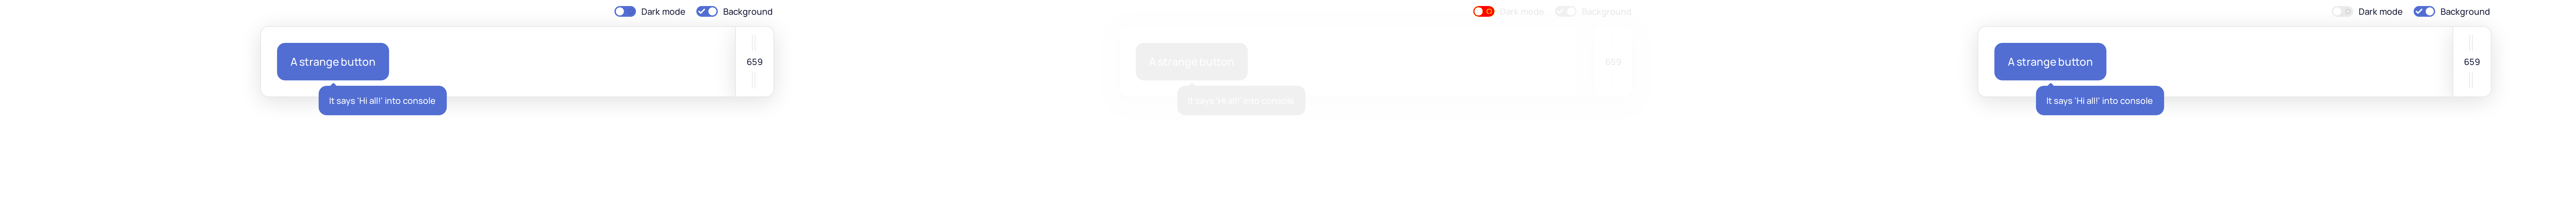 Dark mode Background
A strange button
659
It says 'Hi all!' into console
Dark mode Background
A strange button
659
It says 'Hi all!' into console
Dark mode Background
A strange button
659
It says 'Hi all!' into console